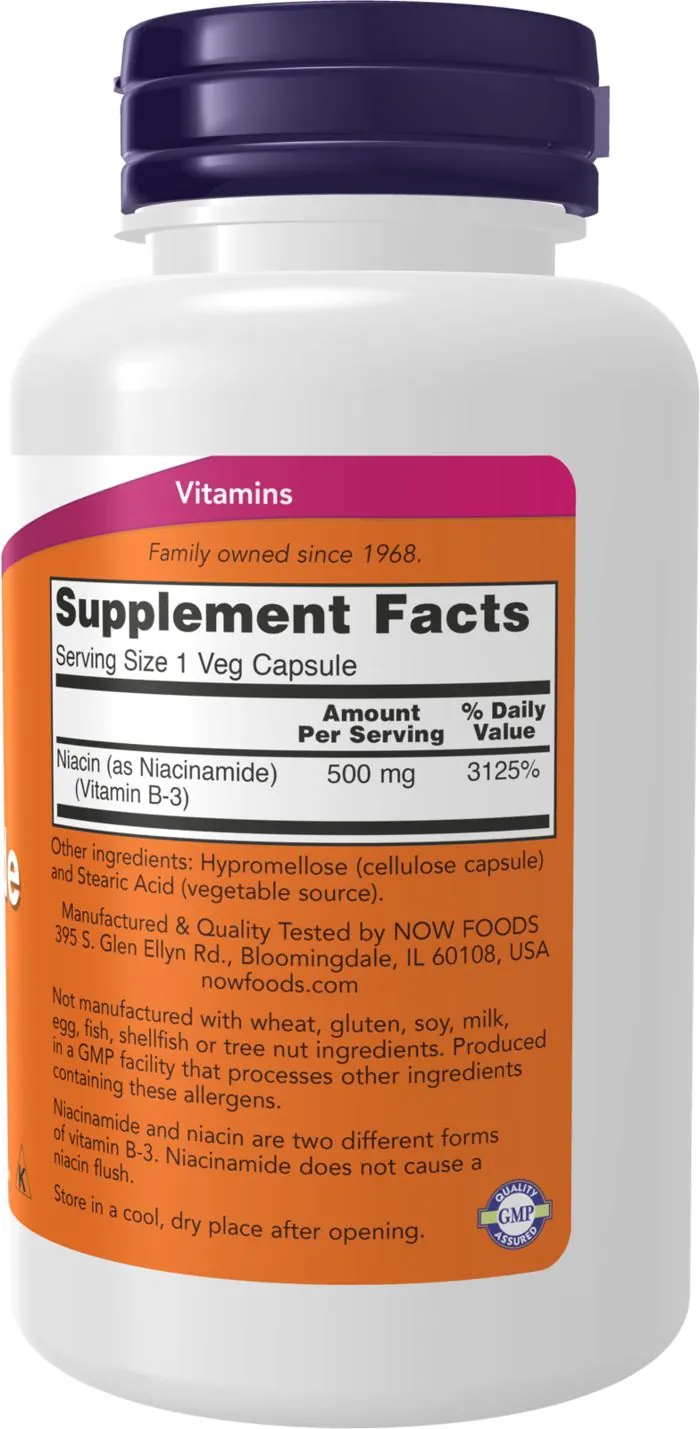 Vitamins
Family owned since 1968.
Supplement Facts
Serving Size 1 Veg Capsule
Amount Per Serving % Daily Value
Niacin (as Niacinamide) 500 mg 3125%
(Vitamin B-3)
Other ingredients: Hypromellose (cellulose capsule)
and Stearic Acid (vegetable source).
Manufactured & Quality Tested by NOW FOODS
395 S. Glen Ellyn Rd., Bloomingdale, IL 60108, USA
nowfoods.com
Not manufactured with wheat, gluten, soy, milk,
egg, fish, shellfish or tree nut ingredients. Produced
in a GMP facility that processes other ingredients
containing these allergens.
Niacinamide and niacin are two different forms
of vitamin B-3. Niacinamide does not cause a
niacin flush.
Store in a cool, dry place after opening.
K
QUALITY
GMP
ASSURED